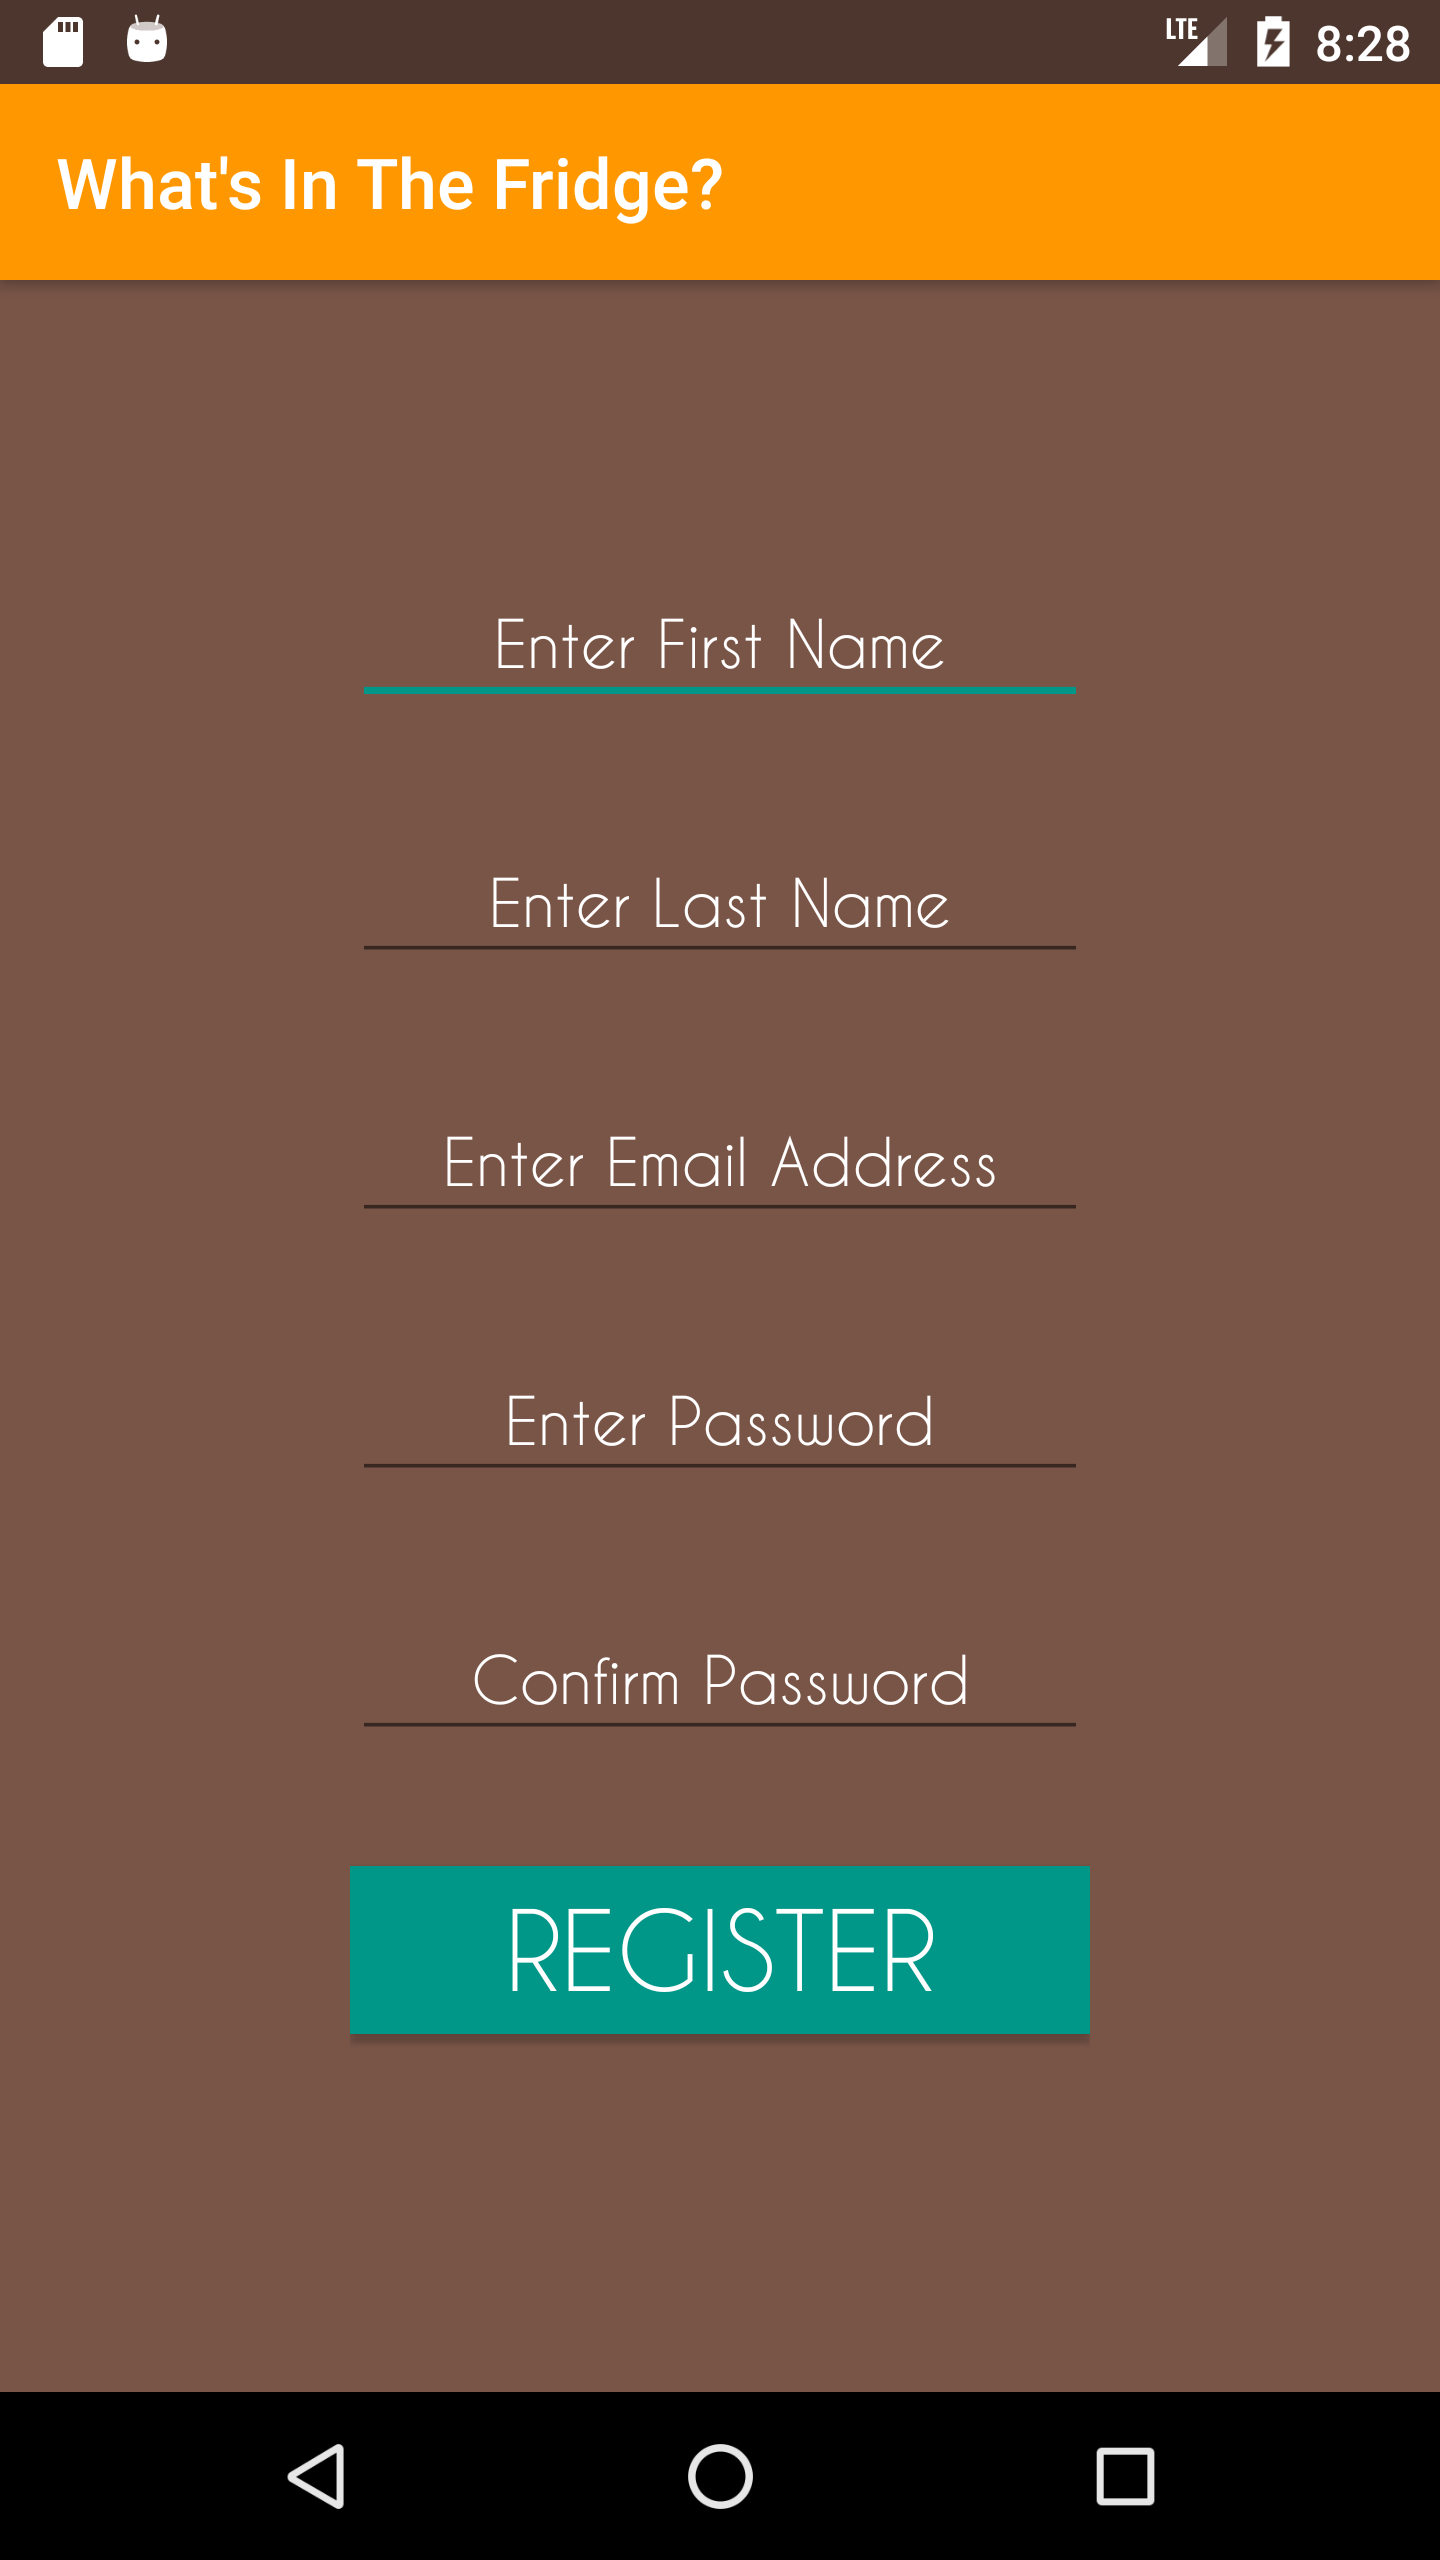 LTE 8:28
What's In The Fridge?
Enter First Name
Enter Last Name
Enter Email Address
Enter Password
Confirm Password
REGISTER